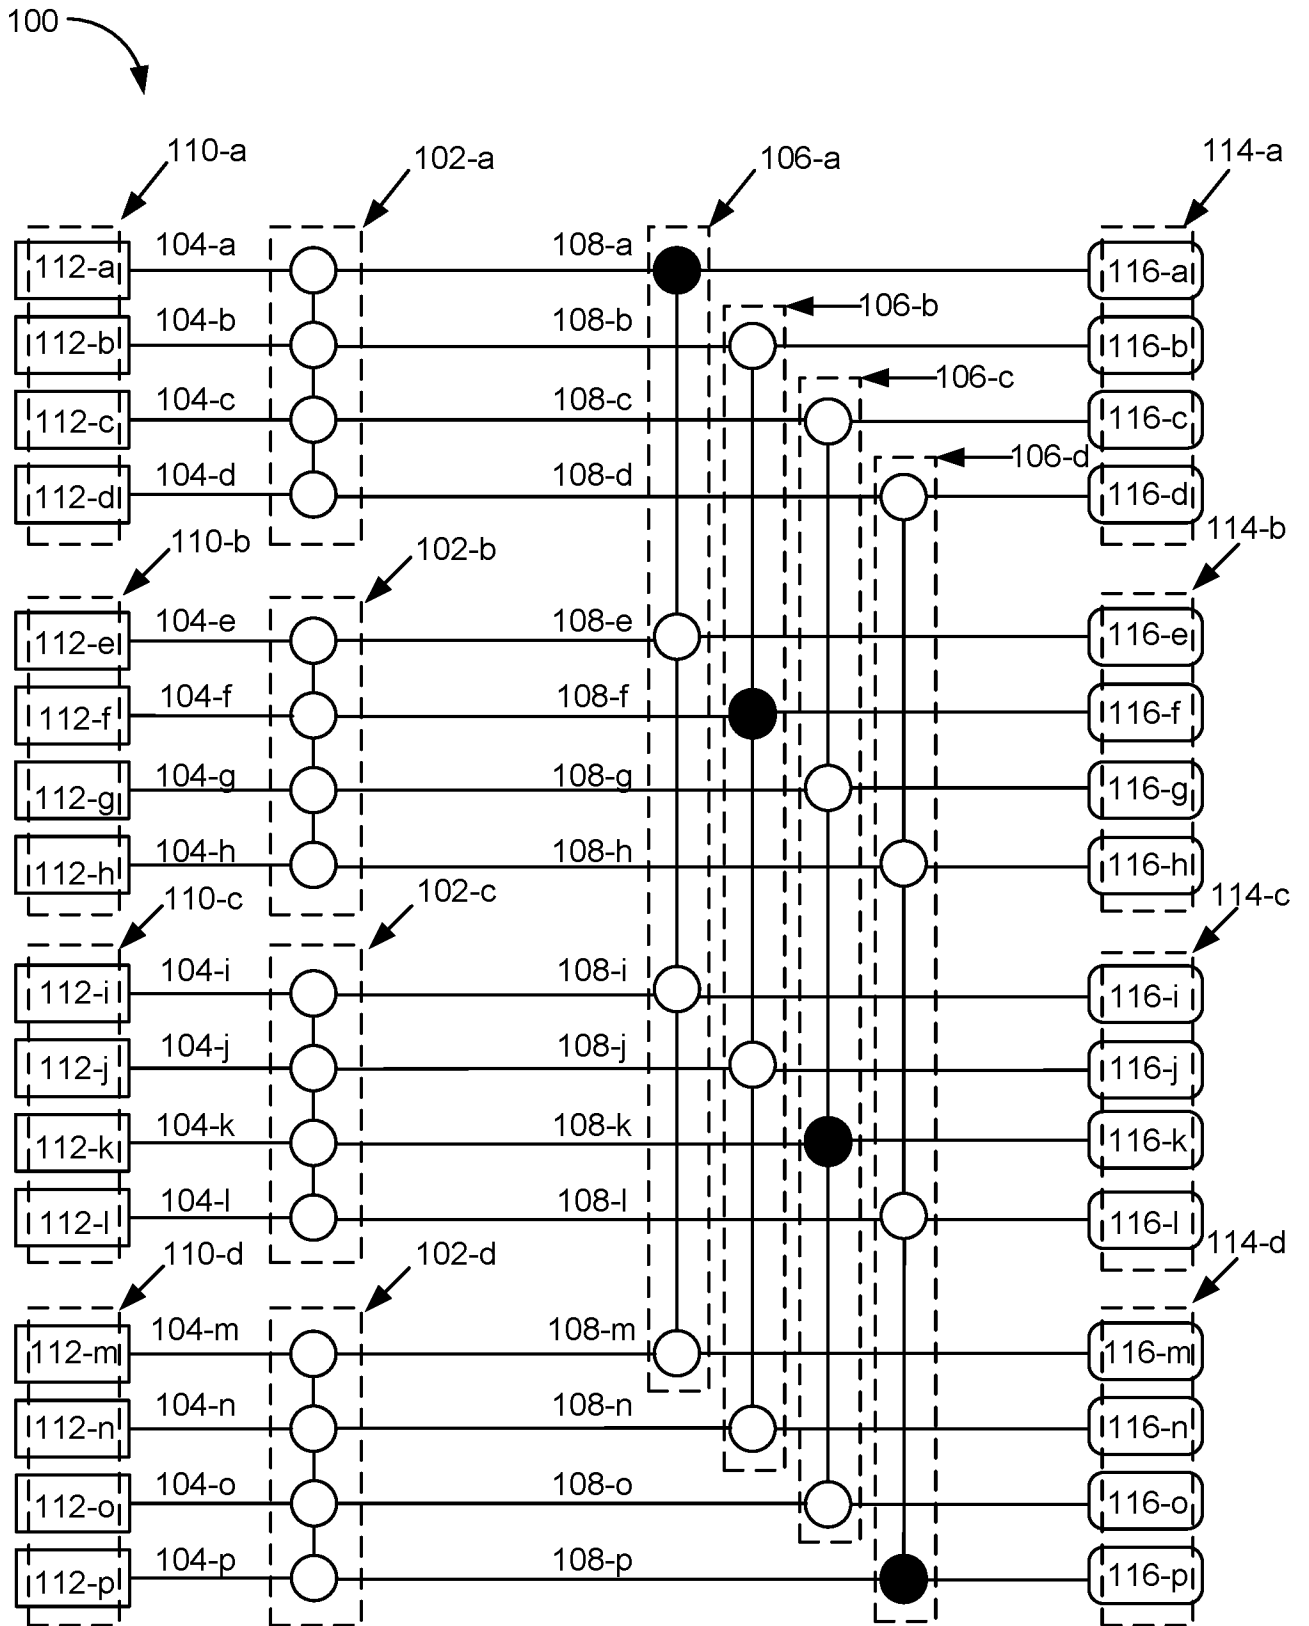 100
110-a 102-a 106-a 114-a
112-a 104-a 108-a 116-a
106-b
112-b 104-b 108-b 116-b
106-c
112-c 104-c 108-c 116-c
106-d
112-d 104-d 108-d 116-d
110-b 102-b 114-b
112-e 104-e 108-e 116-e
112-f 104-f 108-f 116-f
112-g 104-g 108-g 116-g
112-h 104-h 108-h 116-h
110-c 102-c 114-c
112-i 104-i 108-i 116-i
112-j 104-j 108-j 116-j
112-k 104-k 108-k 116-k
112-l 104-l 108-l 116-l
110-d 102-d 114-d
112-m 104-m 108-m 116-m
112-n 104-n 108-n 116-n
112-o 104-o 108-o 116-o
112-p 104-p 108-p 116-p